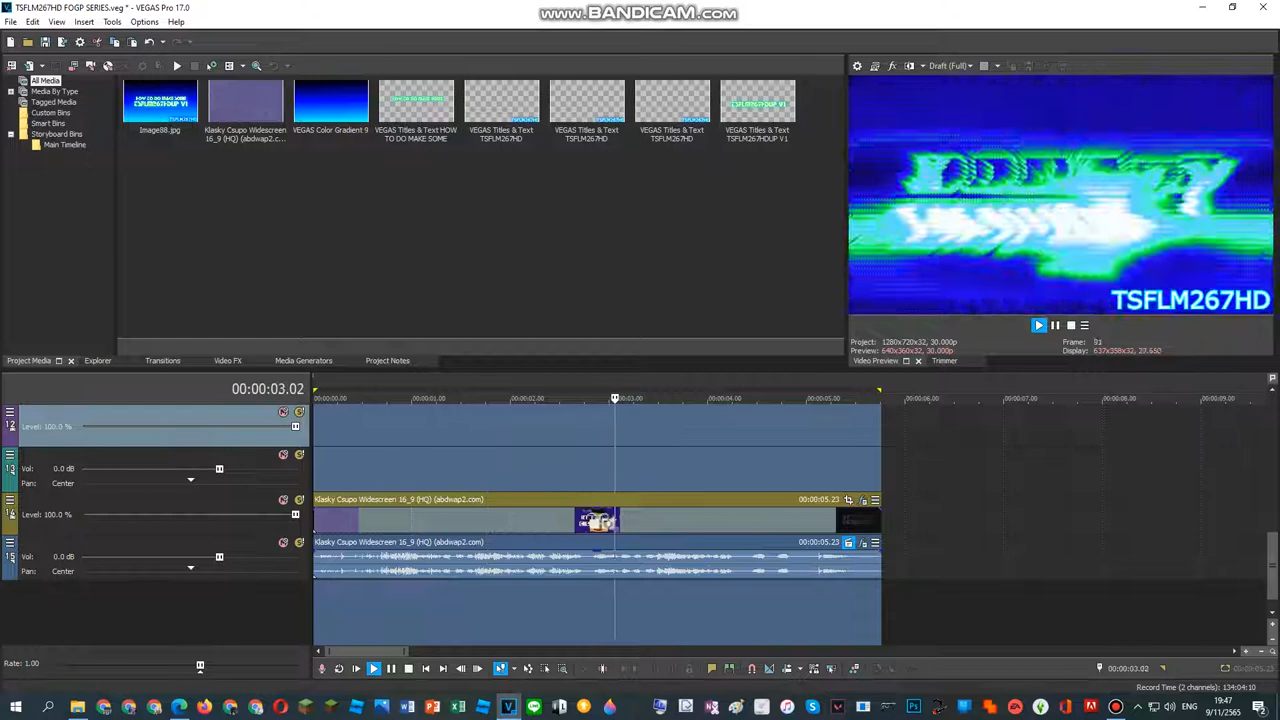 TSFLM267HD FOGP SERIES.veg * - VEGAS Pro 17.0
www.BANDICAM.com
File Edit View Insert Tools Options Help
All Media
Media By Type
Tagged Media
Custom Bins
Smart Bins
Storyboard Bins
Main Timeline
Image88.jpg
Klasky Csupo Widescreen 16_9 (HQ) (abdwap2.c...
VEGAS Color Gradient 9
VEGAS Titles & Text HOW TO DO MAKE SOME
VEGAS Titles & Text TSFLM267HD
VEGAS Titles & Text TSFLM267HD
VEGAS Titles & Text TSFLM267HD
VEGAS Titles & Text TSFLM267HDUP V1
Draft (Full)
TSFLM267HD
Project: 1280x720x32, 30.000p
Preview: 640x360x32, 30.000p
Frame: 91
Display: 637x358x32, 29.650
Project Media
Explorer
Transitions
Video FX
Media Generators
Project Notes
Video Preview
Trimmer
00:00:03.02
00:00:00.00 00:00:01.00 00:00:02.00 00:00:03.00 00:00:04.00 00:00:05.00 00:00:06.00 00:00:07.00 00:00:08.00 00:00:09.00
12
Level: 100.0 %
13
Vol: 0.0 dB
Pan: Center
14
Level: 100.0 %
Klasky Csupo Widescreen 16_9 (HQ) (abdwap2.com) 00:00:05.23
15
Vol: 0.0 dB
Pan: Center
Klasky Csupo Widescreen 16_9 (HQ) (abdwap2.com) 00:00:05.23
Rate: 1.00
00:00:03.02
00:00:05.23
Record Time (2 channels): 134:04:10
19:47
9/11/2565